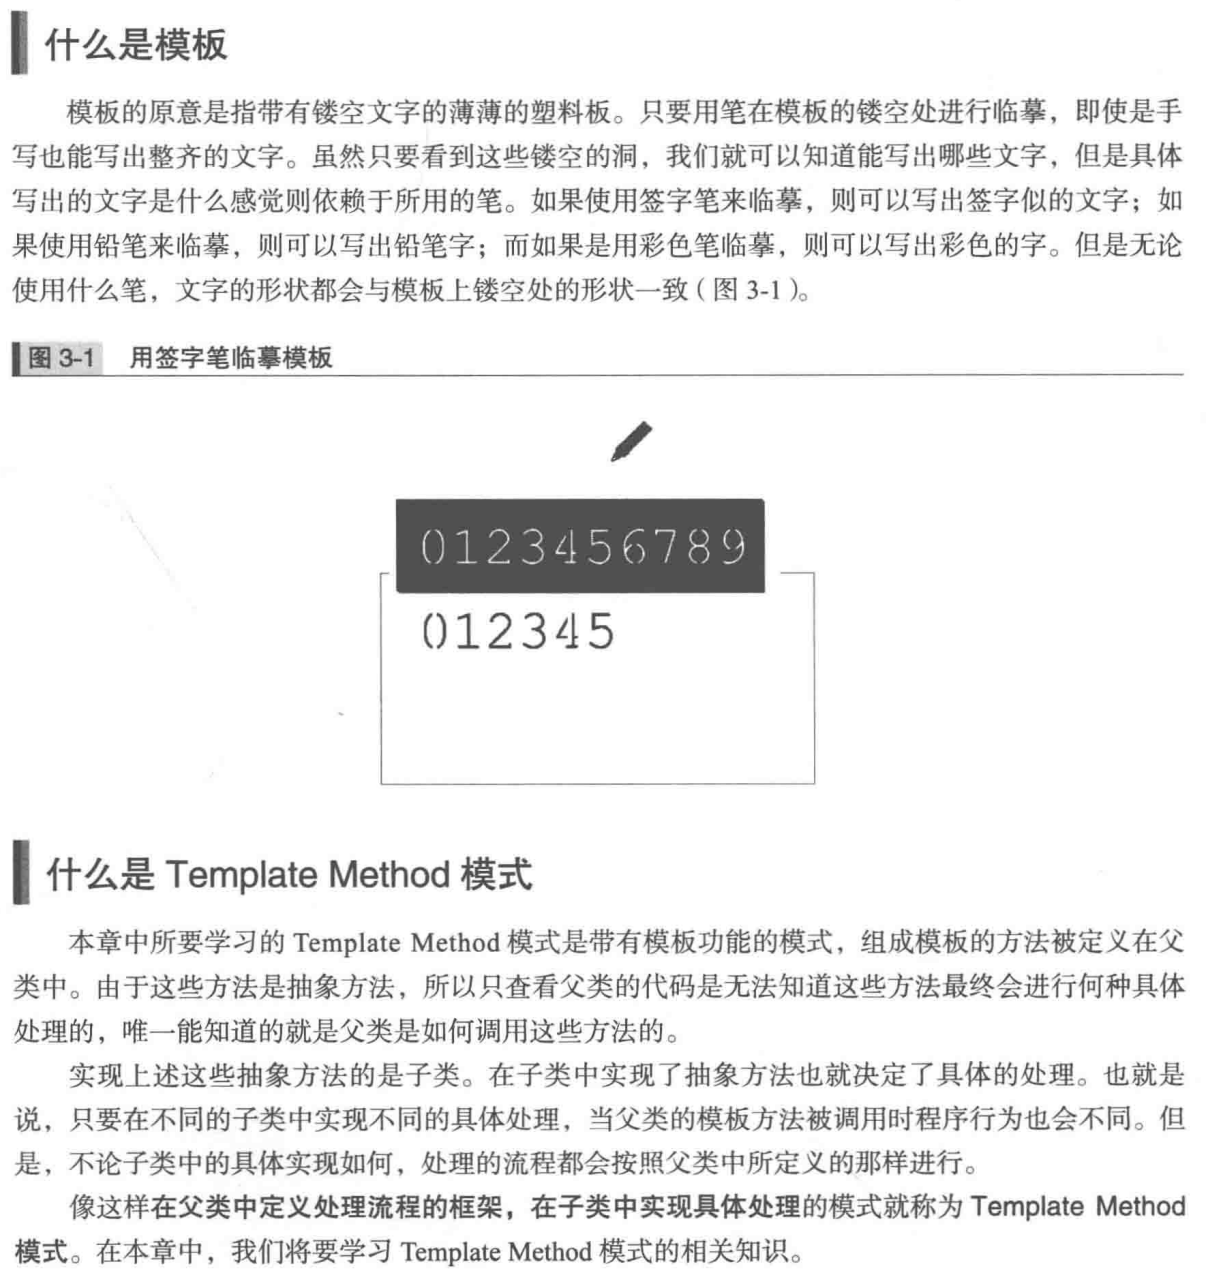 什么是模板
模板的原意是指带有镂空文字的薄薄的塑料板。只要用笔在模板的镂空处进行临摹，即使是手
写也能写出整齐的文字。虽然只要看到这些镂空的洞，我们就可以知道能写出哪些文字，但是具体
写出的文字是什么感觉则依赖于所用的笔。如果使用签字笔来临摹，则可以写出签字似的文字；如
果使用铅笔来临摹，则可以写出铅笔字；而如果是用彩色笔临摹，则可以写出彩色的字。但是无论
使用什么笔，文字的形状都会与模板上镂空处的形状一致（图 3-1）。
图 3-1 用签字笔临摹模板
0123456789
012345
什么是 Template Method 模式
本章中所要学习的 Template Method 模式是带有模板功能的模式，组成模板的方法被定义在父
类中。由于这些方法是抽象方法，所以只查看父类的代码是无法知道这些方法最终会进行何种具体
处理的，唯一能知道的就是父类是如何调用这些方法的。
实现上述这些抽象方法的是子类。在子类中实现了抽象方法也就决定了具体的处理。也就是
说，只要在不同的子类中实现不同的具体处理，当父类的模板方法被调用时程序行为也会不同。但
是，不论子类中的具体实现如何，处理的流程都会按照父类中所定义的那样进行。
像这样在父类中定义处理流程的框架，在子类中实现具体处理的模式就称为 Template Method
模式。在本章中，我们将要学习 Template Method 模式的相关知识。